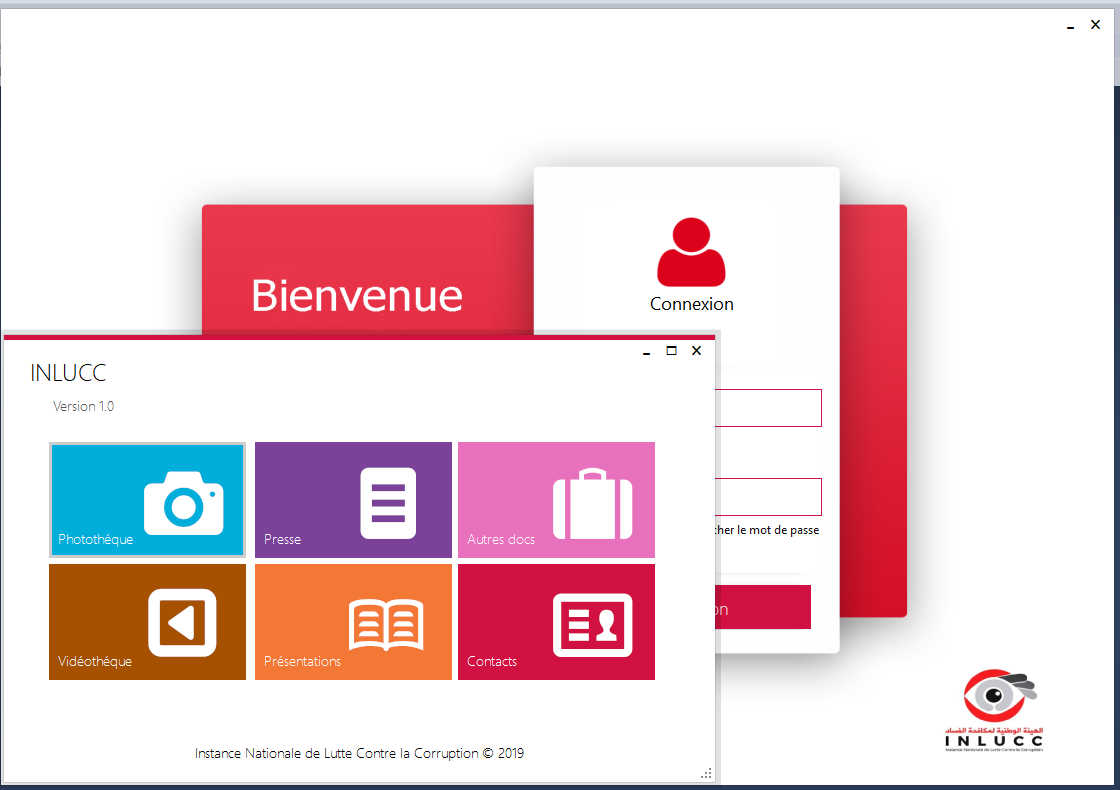 Bienvenue
Connexion
INLUCC
Version 1.0
Photothéque
Presse
Autres docs
cher le mot de passe
on
Vidéothéque
Présentations
Contacts
Instance Nationale de Lutte Contre la Corruption © 2019
الهيئة الوطنية لمكافحة الفساد
INLUCC
Instance Nationale de Lutte Contre la Corruption